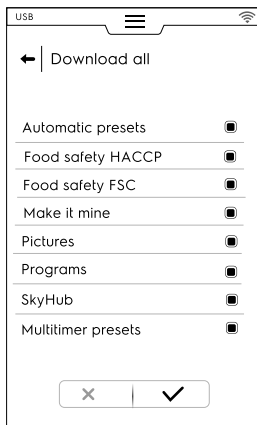 USB
Download all
Automatic presets
Food safety HACCP
Food safety FSC
Make it mine
Pictures
Programs
SkyHub
Multitimer presets